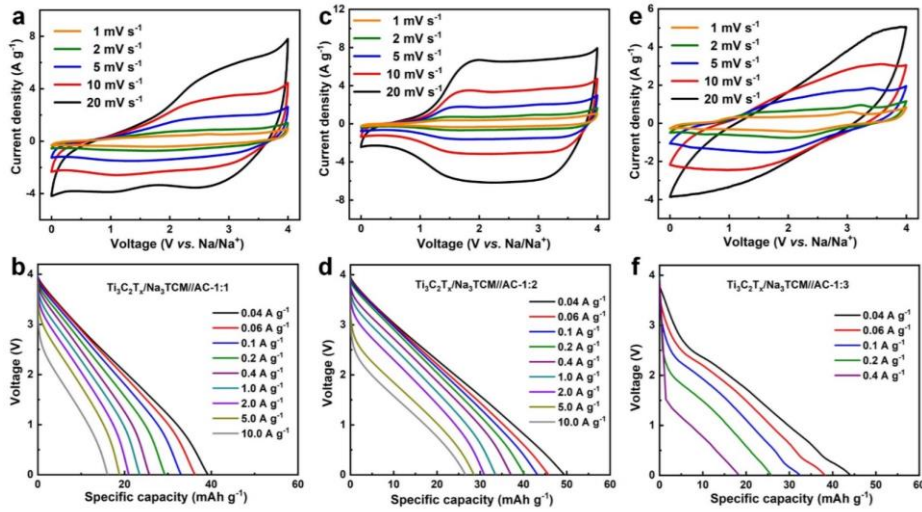 a
1 mV s⁻¹
2 mV s⁻¹
5 mV s⁻¹
10 mV s⁻¹
20 mV s⁻¹
Current density (A g⁻¹)
8
4
0
-4
0 1 2 3 4
Voltage (V vs. Na/Na⁺)
c
1 mV s⁻¹
2 mV s⁻¹
5 mV s⁻¹
10 mV s⁻¹
20 mV s⁻¹
Current density (A g⁻¹)
12
8
4
0
-4
-8
0 1 2 3 4
Voltage (V vs. Na/Na⁺)
e
1 mV s⁻¹
2 mV s⁻¹
5 mV s⁻¹
10 mV s⁻¹
20 mV s⁻¹
Current density (A g⁻¹)
6
4
2
0
-2
-4
0 1 2 3 4
Voltage (V vs. Na/Na⁺)
b
Ti₃C₂Tₓ/Na₃TCM//AC-1:1
0.04 A g⁻¹
0.06 A g⁻¹
0.1 A g⁻¹
0.2 A g⁻¹
0.4 A g⁻¹
1.0 A g⁻¹
2.0 A g⁻¹
5.0 A g⁻¹
10.0 A g⁻¹
Voltage (V)
4
3
2
1
0
0 10 20 30 40 50 60
Specific capacity (mAh g⁻¹)
d
Ti₃C₂Tₓ/Na₃TCM//AC-1:2
0.04 A g⁻¹
0.06 A g⁻¹
0.1 A g⁻¹
0.2 A g⁻¹
0.4 A g⁻¹
1.0 A g⁻¹
2.0 A g⁻¹
5.0 A g⁻¹
10.0 A g⁻¹
Voltage (V)
4
3
2
1
0
0 10 20 30 40 50 60
Specific capacity (mAh g⁻¹)
f
Ti₃C₂Tₓ/Na₃TCM//AC-1:3
0.04 A g⁻¹
0.06 A g⁻¹
0.1 A g⁻¹
0.2 A g⁻¹
0.4 A g⁻¹
Voltage (V)
4
3
2
1
0
0 10 20 30 40 50 60
Specific capacity (mAh g⁻¹)